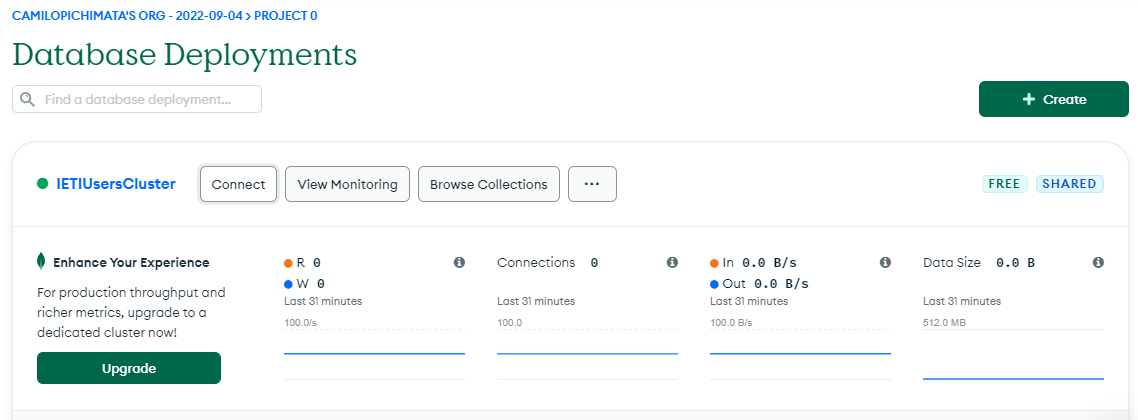 CAMILOPICHIMATA'S ORG - 2022-09-04 > PROJECT 0
Database Deployments
Find a database deployment...
+ Create
IETIUsersCluster
Connect
View Monitoring
Browse Collections
...
FREE
SHARED
Enhance Your Experience
For production throughput and
richer metrics, upgrade to a
dedicated cluster now!
Upgrade
R 0
W 0
Last 31 minutes
100.0/s
Connections 0
Last 31 minutes
100.0
In 0.0 B/s
Out 0.0 B/s
Last 31 minutes
100.0 B/s
Data Size 0.0 B
Last 31 minutes
512.0 MB